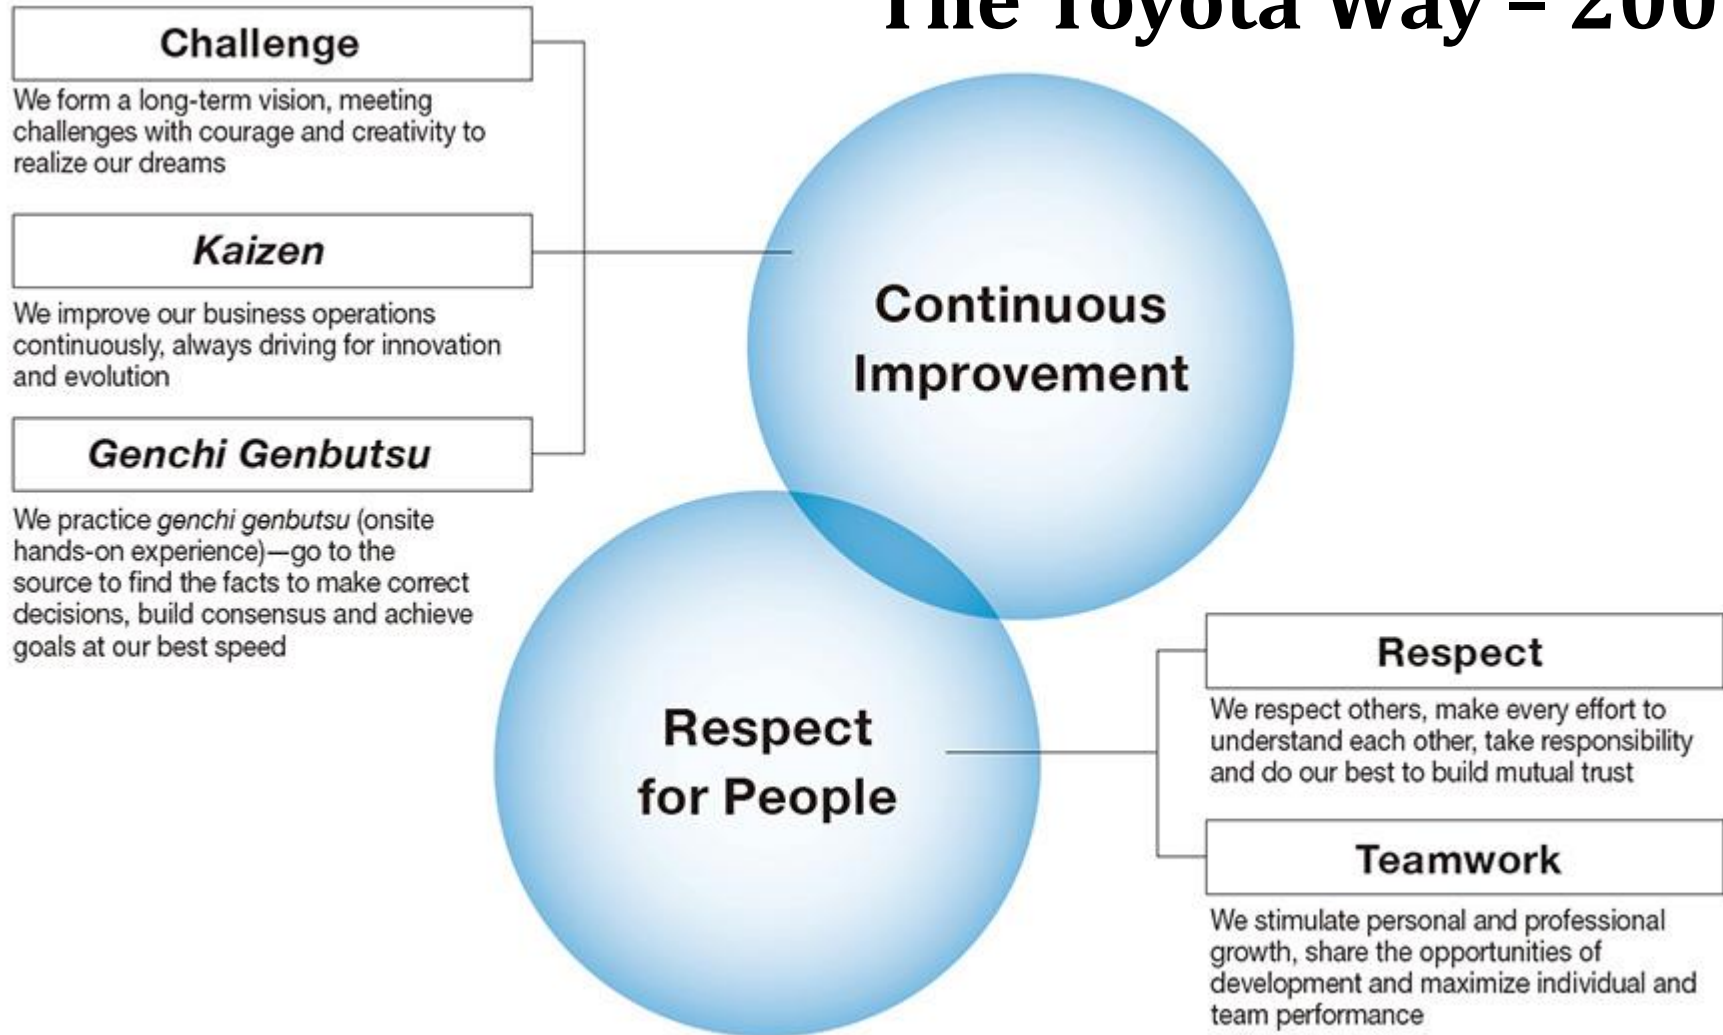 The Toyota Way – 200
Challenge
We form a long-term vision, meeting
challenges with courage and creativity to
realize our dreams
Kaizen
We improve our business operations
continuously, always driving for innovation
and evolution
Genchi Genbutsu
We practice genchi genbutsu (onsite
hands-on experience)—go to the
source to find the facts to make correct
decisions, build consensus and achieve
goals at our best speed
Continuous
Improvement
Respect
for People
Respect
We respect others, make every effort to
understand each other, take responsibility
and do our best to build mutual trust
Teamwork
We stimulate personal and professional
growth, share the opportunities of
development and maximize individual and
team performance